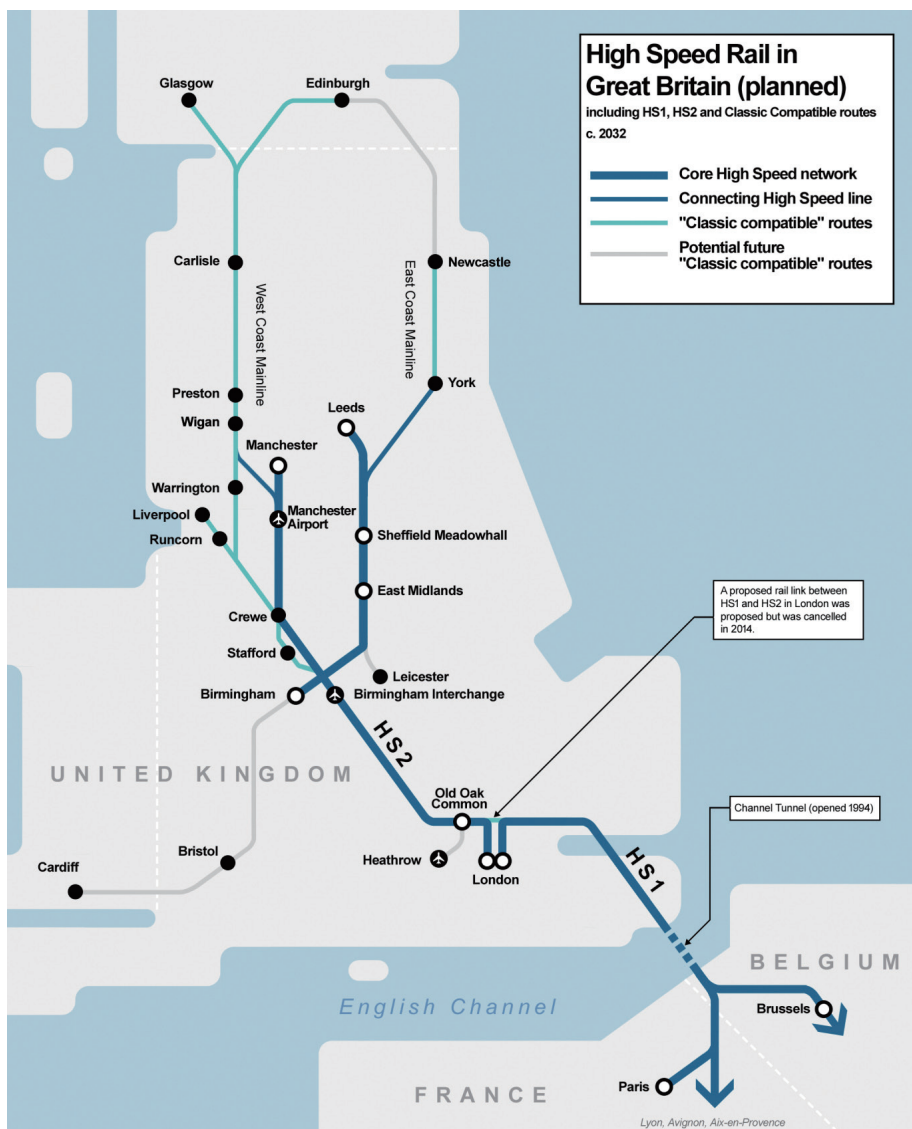 High Speed Rail in
Great Britain (planned)
including HS1, HS2 and Classic Compatible routes
c. 2032
Core High Speed network
Connecting High Speed line
"Classic compatible" routes
Potential future
"Classic compatible" routes
Glasgow
Edinburgh
Carlisle
Newcastle
West Coast Mainline
East Coast Mainline
Preston
York
Wigan
Leeds
Manchester
Warrington
Liverpool
Manchester
Airport
Runcorn
Sheffield Meadowhall
East Midlands
A proposed rail link between
HS1 and HS2 in London was
proposed but was cancelled
in 2014.
Crewe
Stafford
Leicester
Birmingham
Birmingham Interchange
HS2
UNITED KINGDOM
Old Oak
Common
Channel Tunnel (opened 1994)
Bristol
Heathrow
London
Cardiff
HS1
BELGIUM
English Channel
Brussels
Paris
FRANCE
Lyon, Avignon, Aix-en-Provence